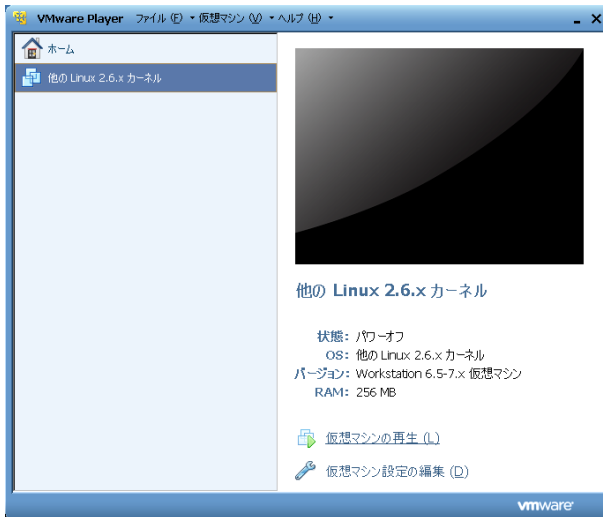 VMware Player ファイル (F) ▾ 仮想マシン (V) ▾ ヘルプ (H) ▾
ホーム
他の Linux 2.6.x カーネル
他の Linux 2.6.x カーネル
状態: パワーオフ
OS: 他の Linux 2.6.x カーネル
バージョン: Workstation 6.5-7.x 仮想マシン
RAM: 256 MB
仮想マシンの再生 (L)
仮想マシン設定の編集 (D)
vmware